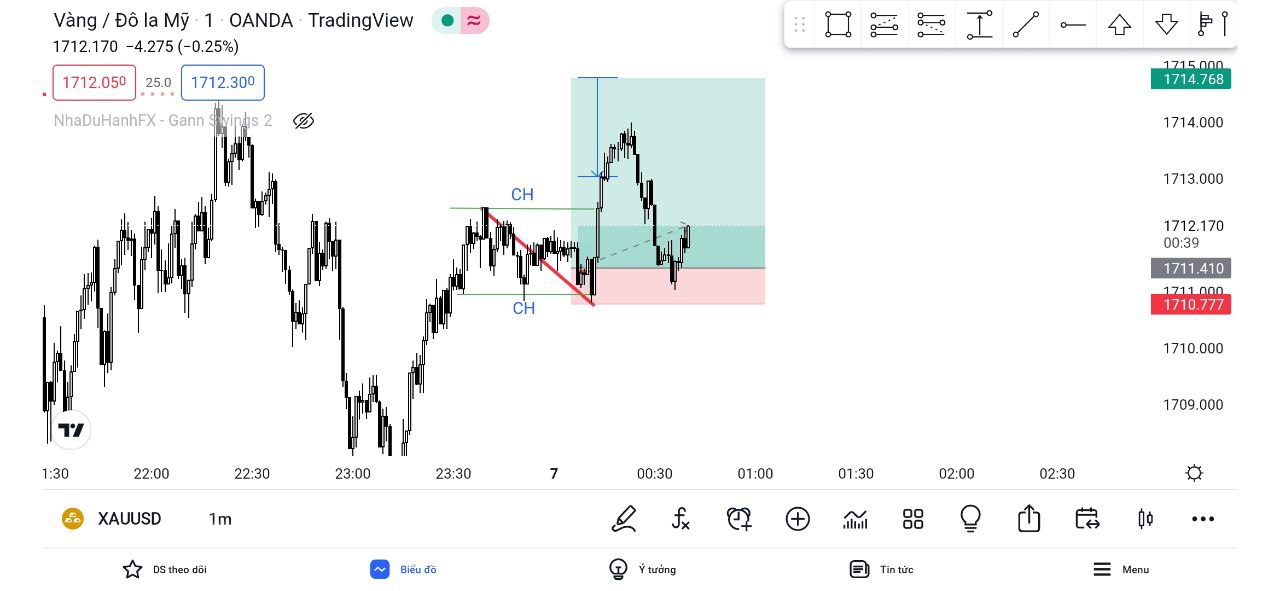 Vàng / Đô la Mỹ · 1 · OANDA · TradingView
1712.170 −4.275 (−0.25%)
1712.050 25.0 1712.300
NhaDuHanhFX - Gann Swings 2
CH
CH
1715.000
1714.768
1714.000
1713.000
1712.170
00:39
1711.410
1711.000
1710.777
1710.000
1709.000
1:30 22:00 22:30 23:00 23:30 7 00:30 01:00 01:30 02:00 02:30
XAUUSD 1m
DS theo dõi Biểu đồ Ý tưởng Tin tức Menu